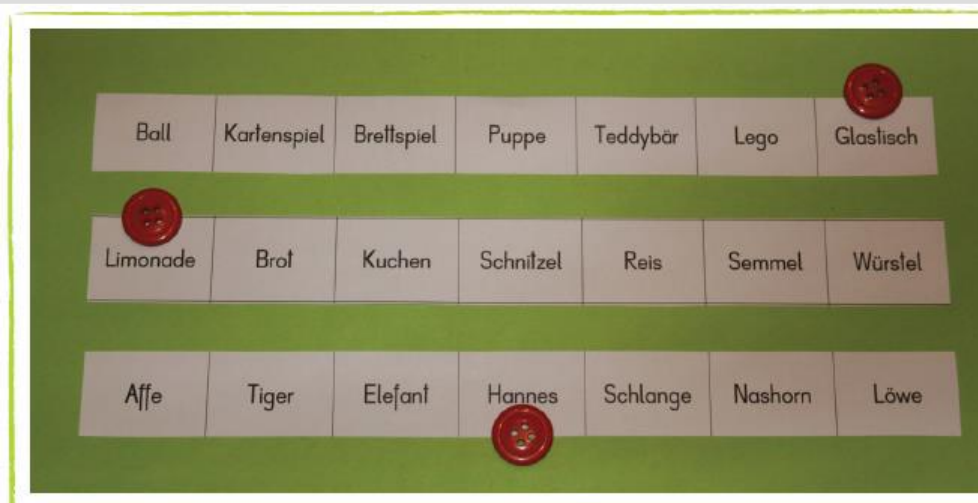 Ball Kartenspiel Brettspiel Puppe Teddybär Lego Glastisch
Limonade Brot Kuchen Schnitzel Reis Semmel Würstel
Affe Tiger Elefant Hannes Schlange Nashorn Löwe